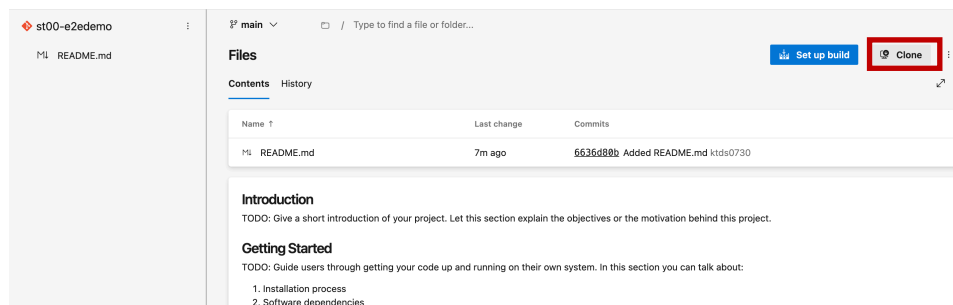 st00-e2edemo
main
/ Type to find a file or folder...
M↓ README.md
Files
Set up build
Clone
Contents History
Name ↑ Last change Commits
M↓ README.md 7m ago 6636d80b Added README.md ktds0730
Introduction
TODO: Give a short introduction of your project. Let this section explain the objectives or the motivation behind this project.
Getting Started
TODO: Guide users through getting your code up and running on their own system. In this section you can talk about:
1. Installation process
2. Software dependencies